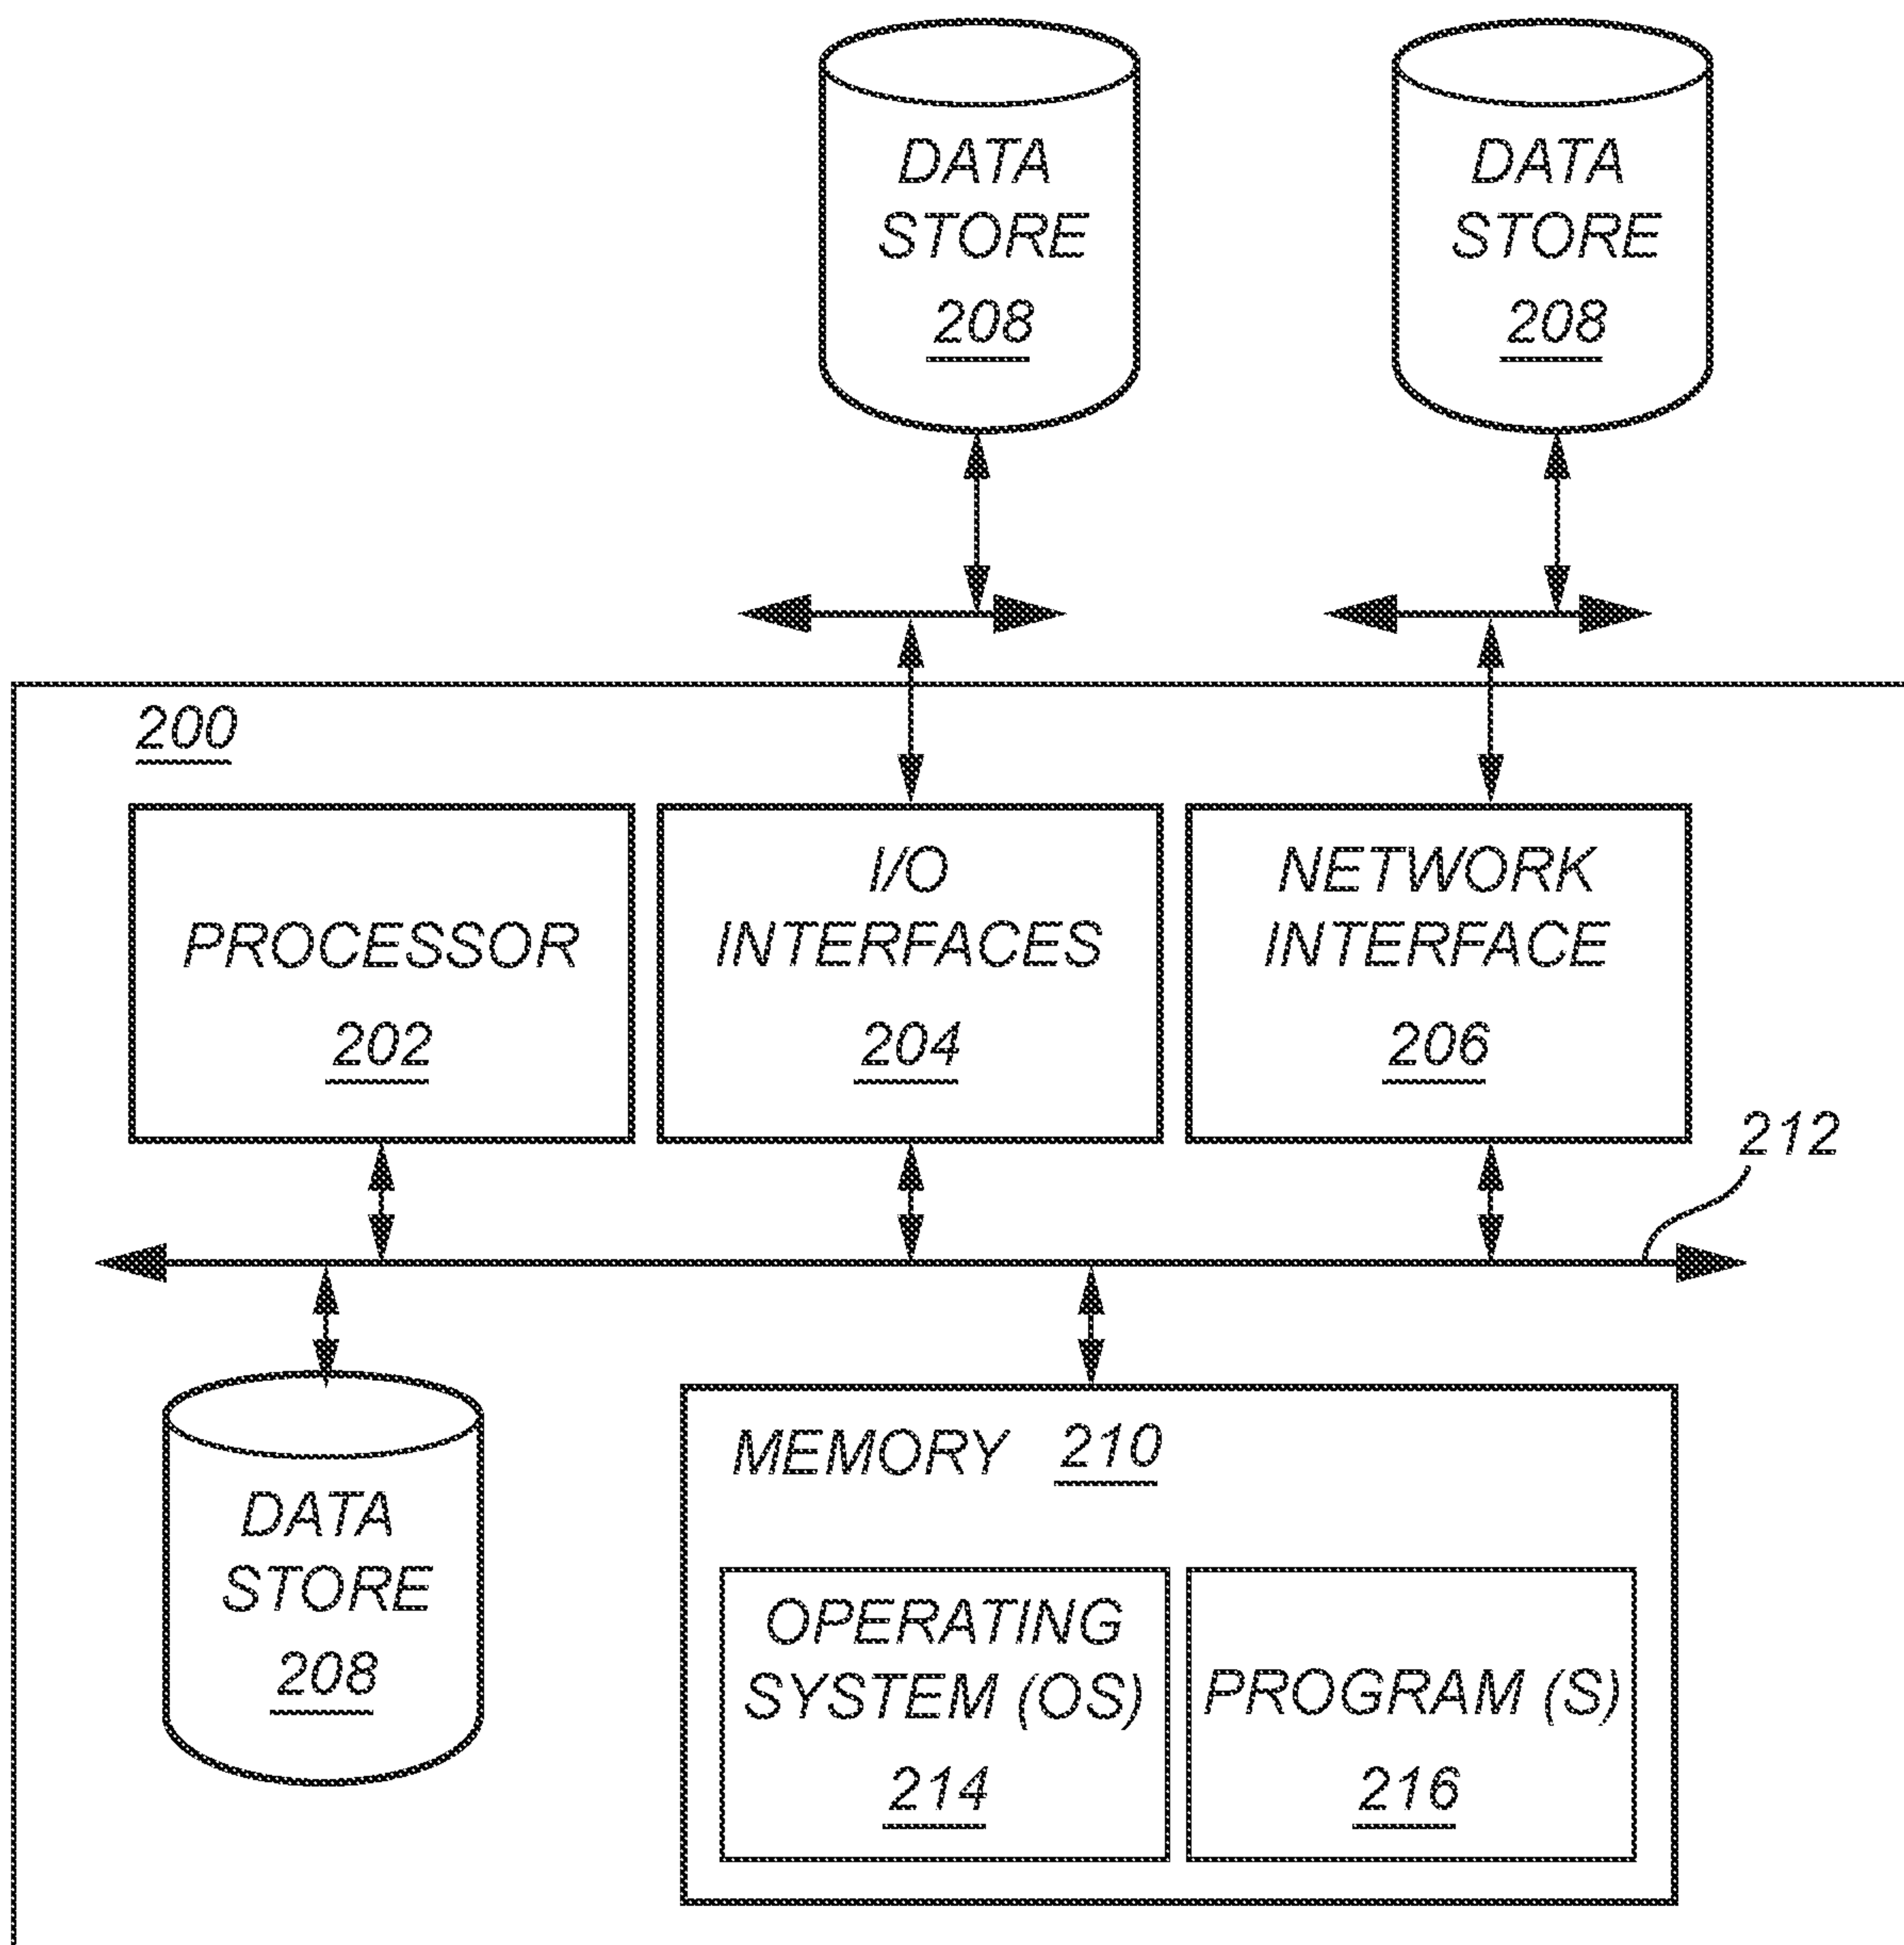 DATA
STORE
208
DATA
STORE
208
200
PROCESSOR
202
I/O
INTERFACES
204
NETWORK
INTERFACE
206
212
DATA
STORE
208
MEMORY 210
OPERATING
SYSTEM (OS)
214
PROGRAM (S)
216